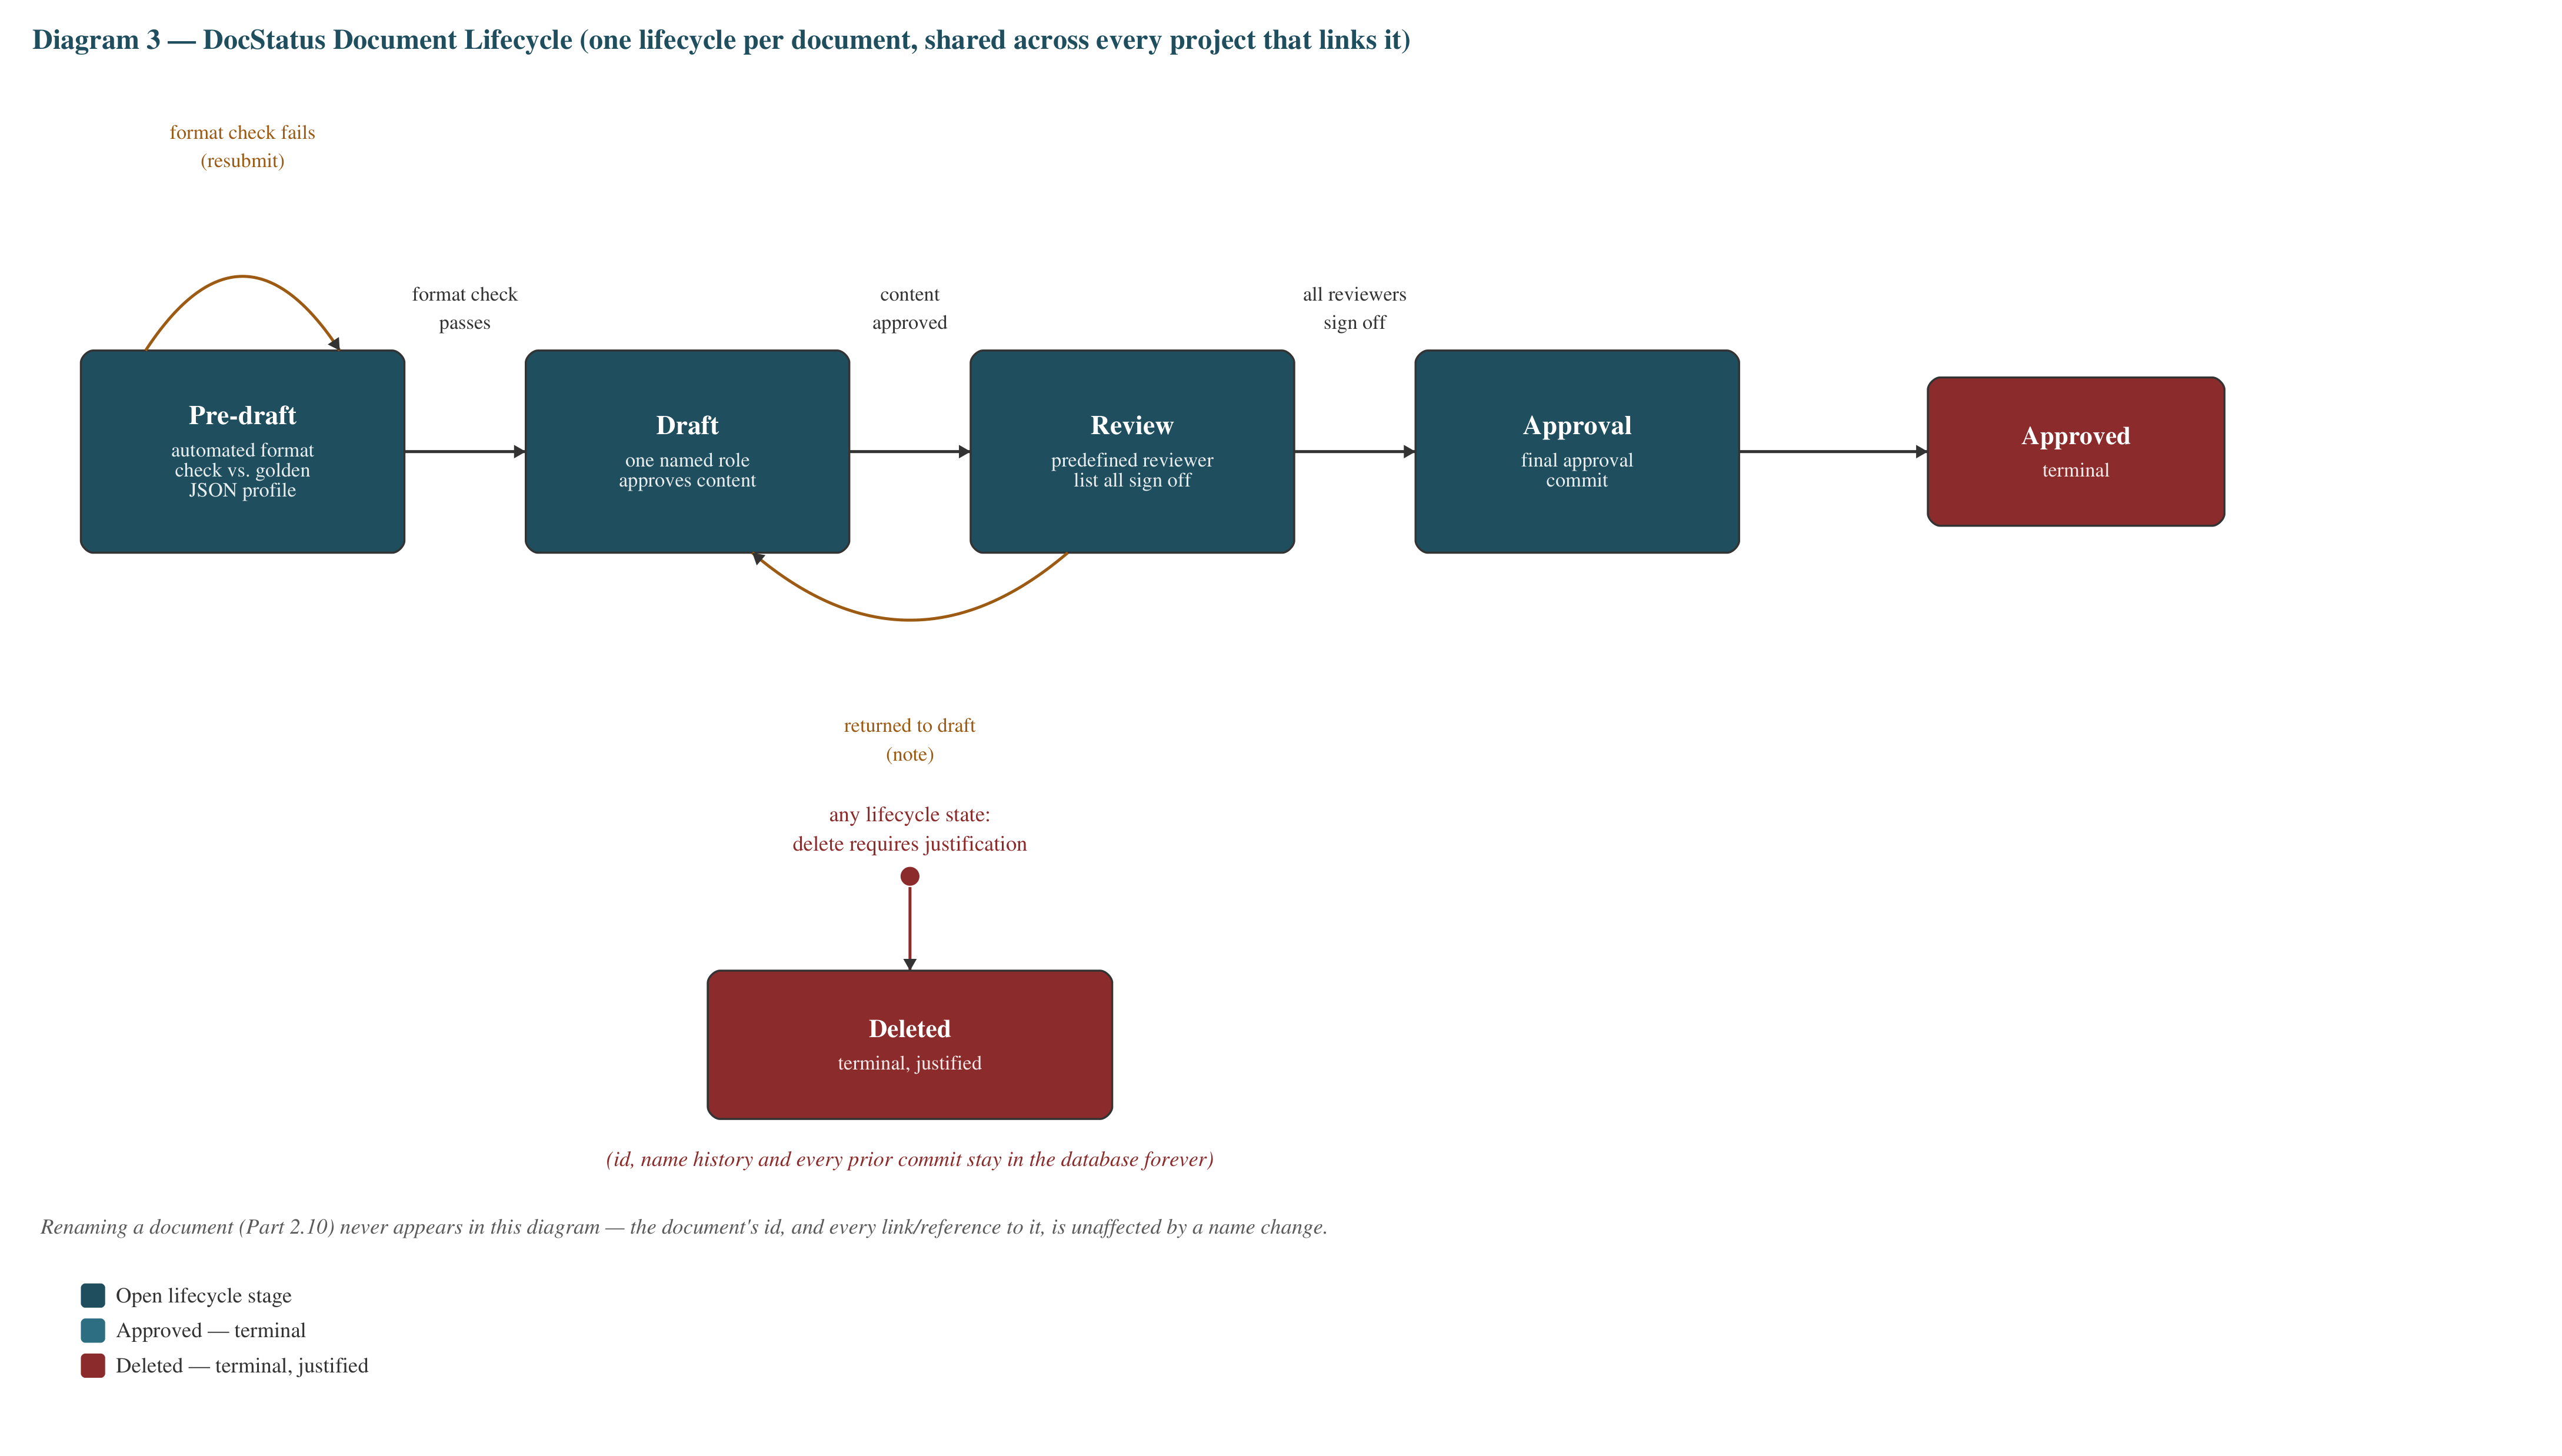 Diagram 3 — DocStatus Document Lifecycle (one lifecycle per document, shared across every project that links it)
format check fails
(resubmit)
format check
passes
content
approved
all reviewers
sign off
Pre-draft
automated format
check vs. golden
JSON profile
Draft
one named role
approves content
Review
predefined reviewer
list all sign off
Approval
final approval
commit
Approved
terminal
returned to draft
(note)
any lifecycle state:
delete requires justification
Deleted
terminal, justified
(id, name history and every prior commit stay in the database forever)
Renaming a document (Part 2.10) never appears in this diagram — the document's id, and every link/reference to it, is unaffected by a name change.
Open lifecycle stage
Approved — terminal
Deleted — terminal, justified